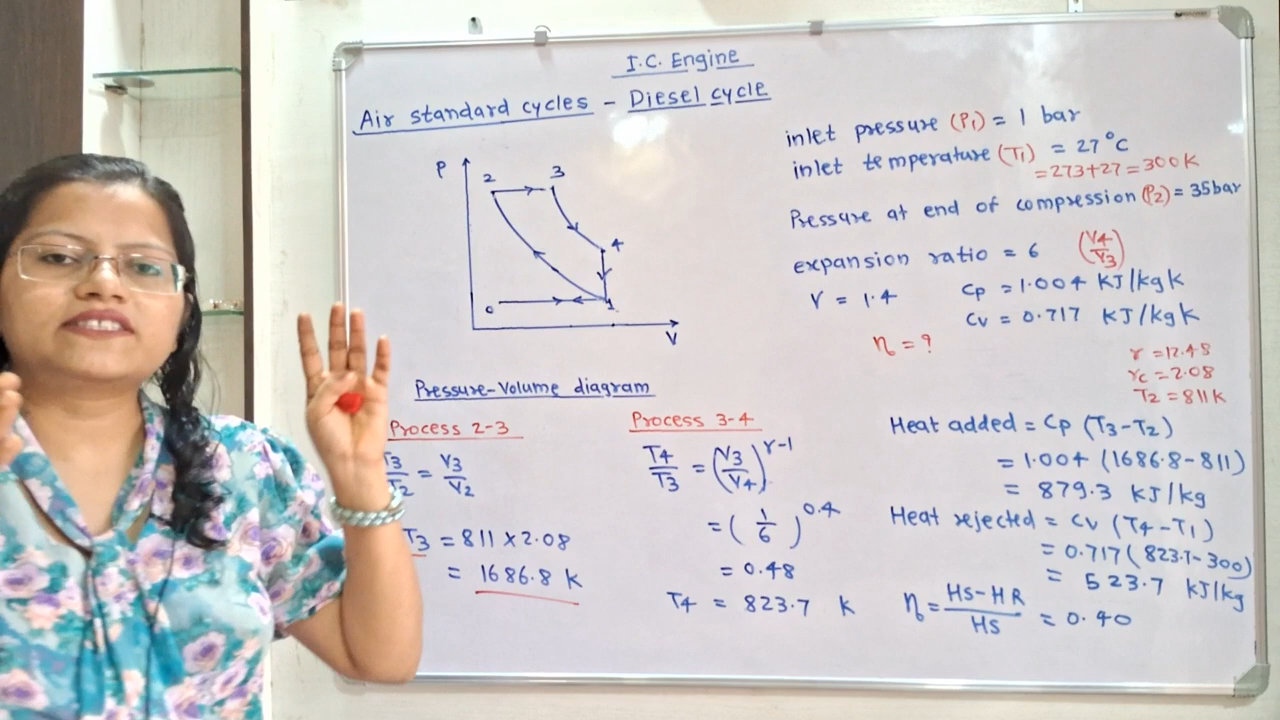 I.C. Engine
Air standard cycles - Diesel cycle
P
2
3
4
0
1
V
Pressure-Volume diagram
inlet pressure (P1) = 1 bar
inlet temperature (T1) = 27°C
= 273+27 = 300 K
Pressure at end of compression (P2) = 35bar
expansion ratio = 6 (V4/V3)
γ = 1.4 Cp = 1.004 KJ/kgK
Cv = 0.717 KJ/kgK
η = ?
r = 12.48
rc = 2.08
T2 = 811 K
Process 2-3
T3/T2 = V3/V2
T3 = 811 × 2.08
= 1686.8 K
Process 3-4
T4/T3 = (V3/V4)^γ-1
= (1/6)^0.4
= 0.48
T4 = 823.7 K
Heat added = Cp (T3-T2)
= 1.004 (1686.8-811)
= 879.3 KJ/kg
Heat rejected = Cv (T4-T1)
= 0.717(823.7-300)
= 523.7 KJ/kg
η = HS-HR/HS = 0.40